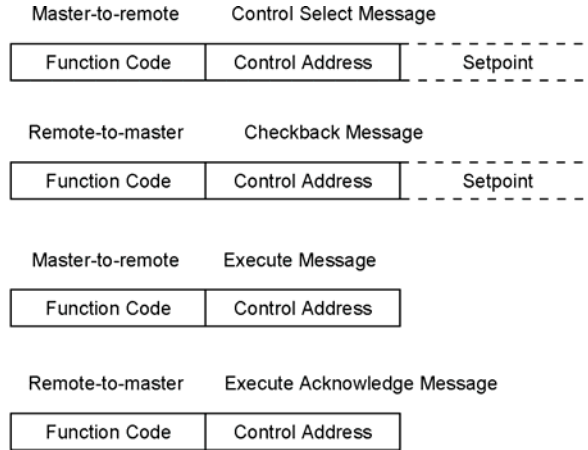 Master-to-remote Control Select Message
Function Code Control Address Setpoint
Remote-to-master Checkback Message
Function Code Control Address Setpoint
Master-to-remote Execute Message
Function Code Control Address
Remote-to-master Execute Acknowledge Message
Function Code Control Address